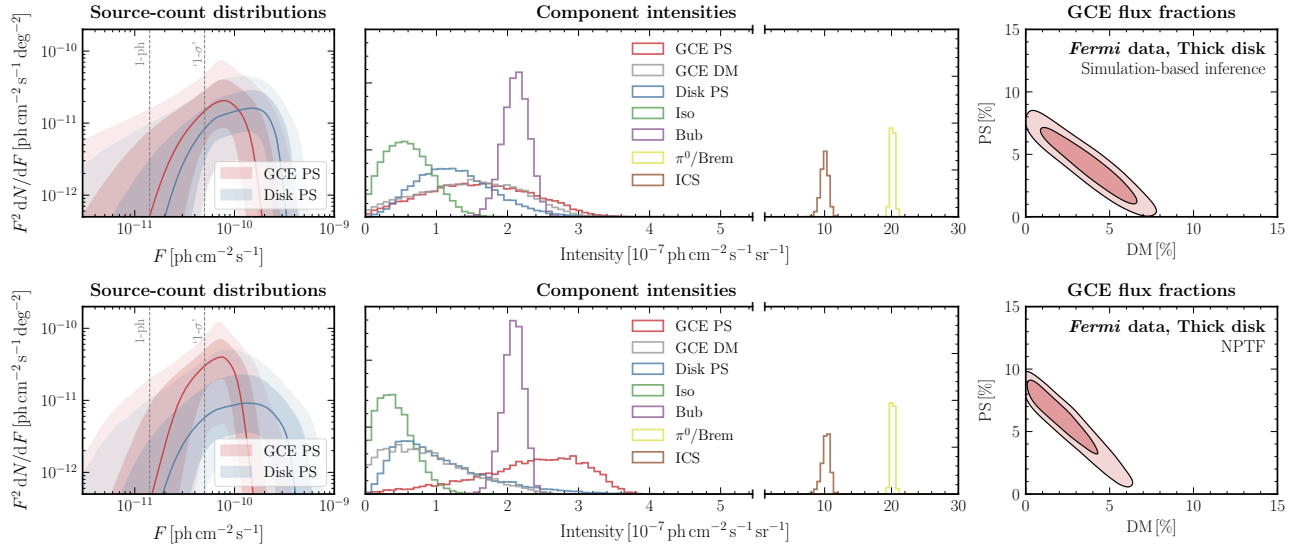 Source-count distributions
Component intensities
GCE flux fractions
F² dN/dF [ph cm⁻² s⁻¹ deg⁻²]
10⁻¹⁰
10⁻¹¹
10⁻¹²
1-ph
'1-σ'
GCE PS
Disk PS
10⁻¹¹ 10⁻¹⁰ 10⁻⁹
F [ph cm⁻² s⁻¹]
GCE PS
GCE DM
Disk PS
Iso
Bub
π⁰/Brem
ICS
0 1 2 3 4 5 10 20 30
Intensity [10⁻⁷ ph cm⁻² s⁻¹ sr⁻¹]
Fermi data, Thick disk
Simulation-based inference
PS [%]
15
10
5
0
0 5 10 15
DM [%]
Source-count distributions
Component intensities
GCE flux fractions
F² dN/dF [ph cm⁻² s⁻¹ deg⁻²]
10⁻¹⁰
10⁻¹¹
10⁻¹²
1-ph
'1-σ'
GCE PS
Disk PS
10⁻¹¹ 10⁻¹⁰ 10⁻⁹
F [ph cm⁻² s⁻¹]
GCE PS
GCE DM
Disk PS
Iso
Bub
π⁰/Brem
ICS
0 1 2 3 4 5 10 20 30
Intensity [10⁻⁷ ph cm⁻² s⁻¹ sr⁻¹]
Fermi data, Thick disk
NPTF
PS [%]
15
10
5
0
0 5 10 15
DM [%]